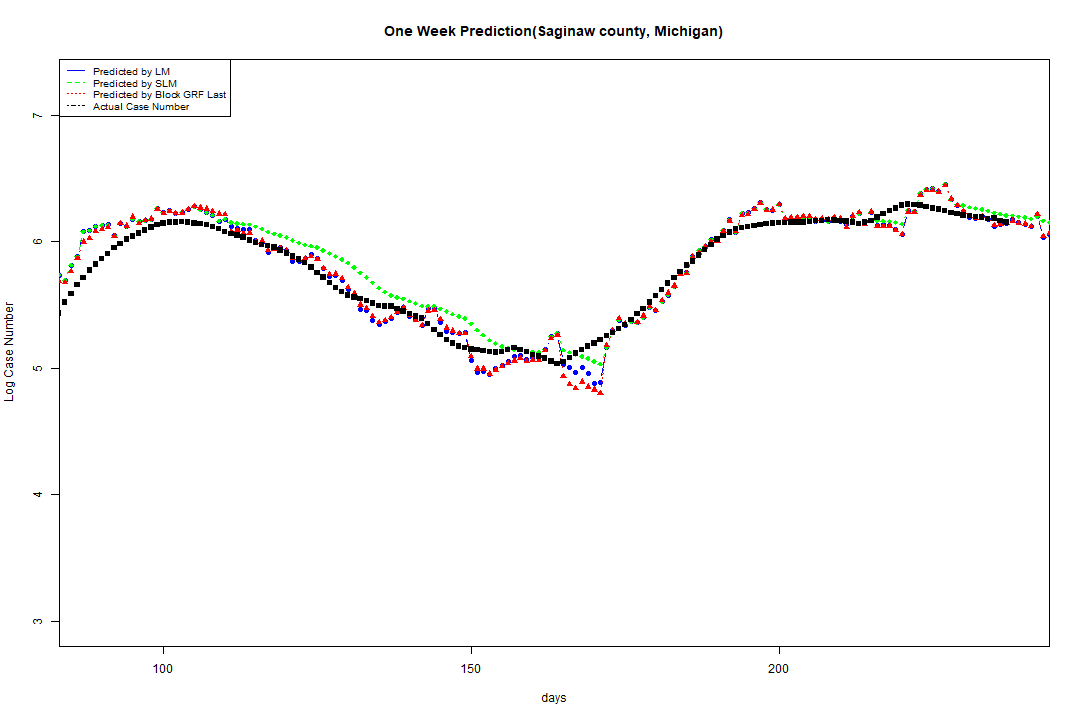 One Week Prediction(Saginaw county, Michigan)
Predicted by LM
Predicted by SLM
Predicted by Block GRF Last
Actual Case Number
7
6
5
4
3
Log Case Number
100 150 200
days